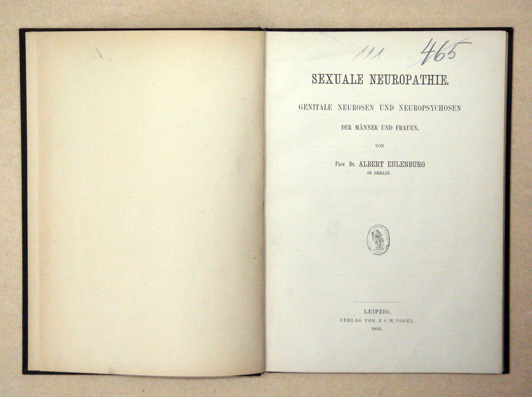 465
SEXUALE NEUROPATHIE.
GENITALE NEUROSEN UND NEUROPSYCHOSEN
DER MÄNNER UND FRAUEN.
VON
PROF. DR. ALBERT EULENBURG
IN BERLIN.
LEIPZIG,
VERLAG VON F. C. W. VOGEL.
1895.